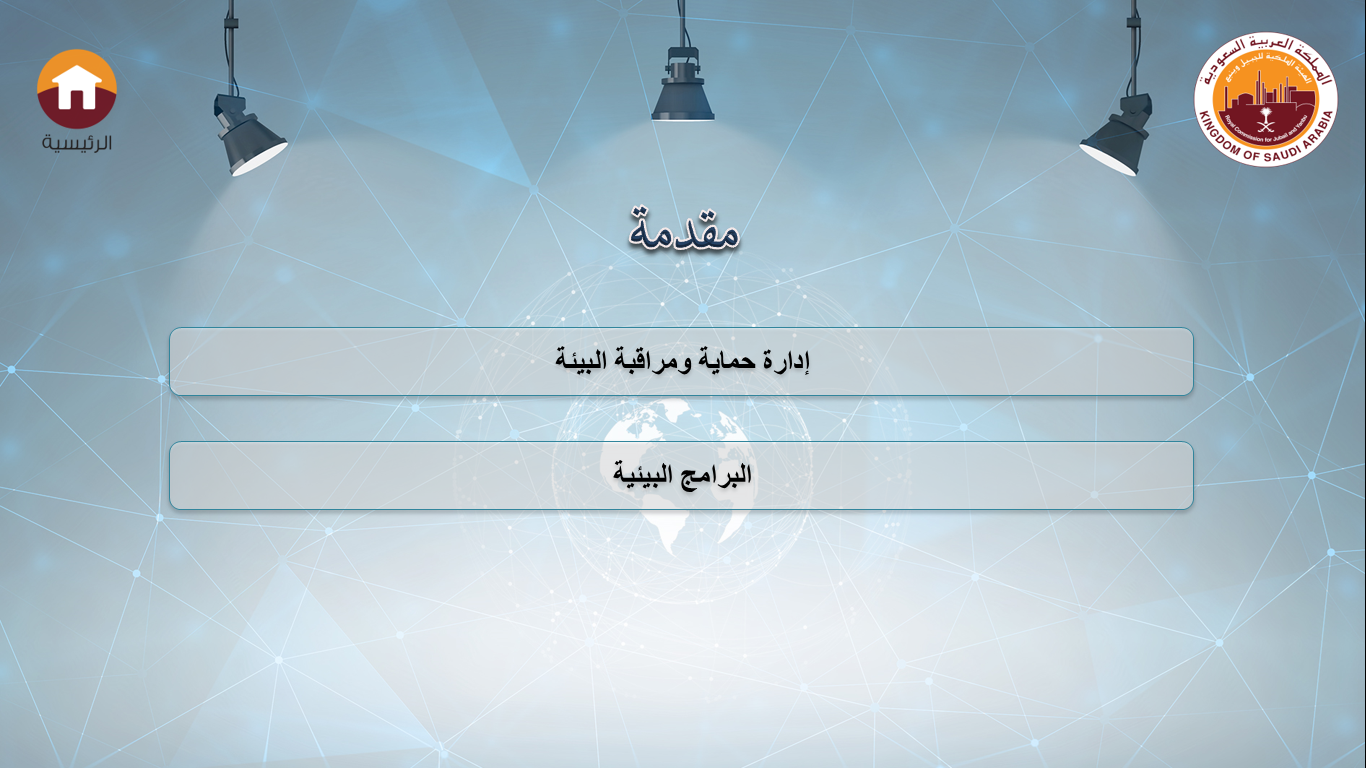 المملكة العربية السعودية
الهيئة الملكية للجبيل وينبع
Royal Commission for Jubail and Yanbu
KINGDOM OF SAUDI ARABIA
الرئيسية
مقدمة
إدارة حماية ومراقبة البيئة
البرامج البيئية